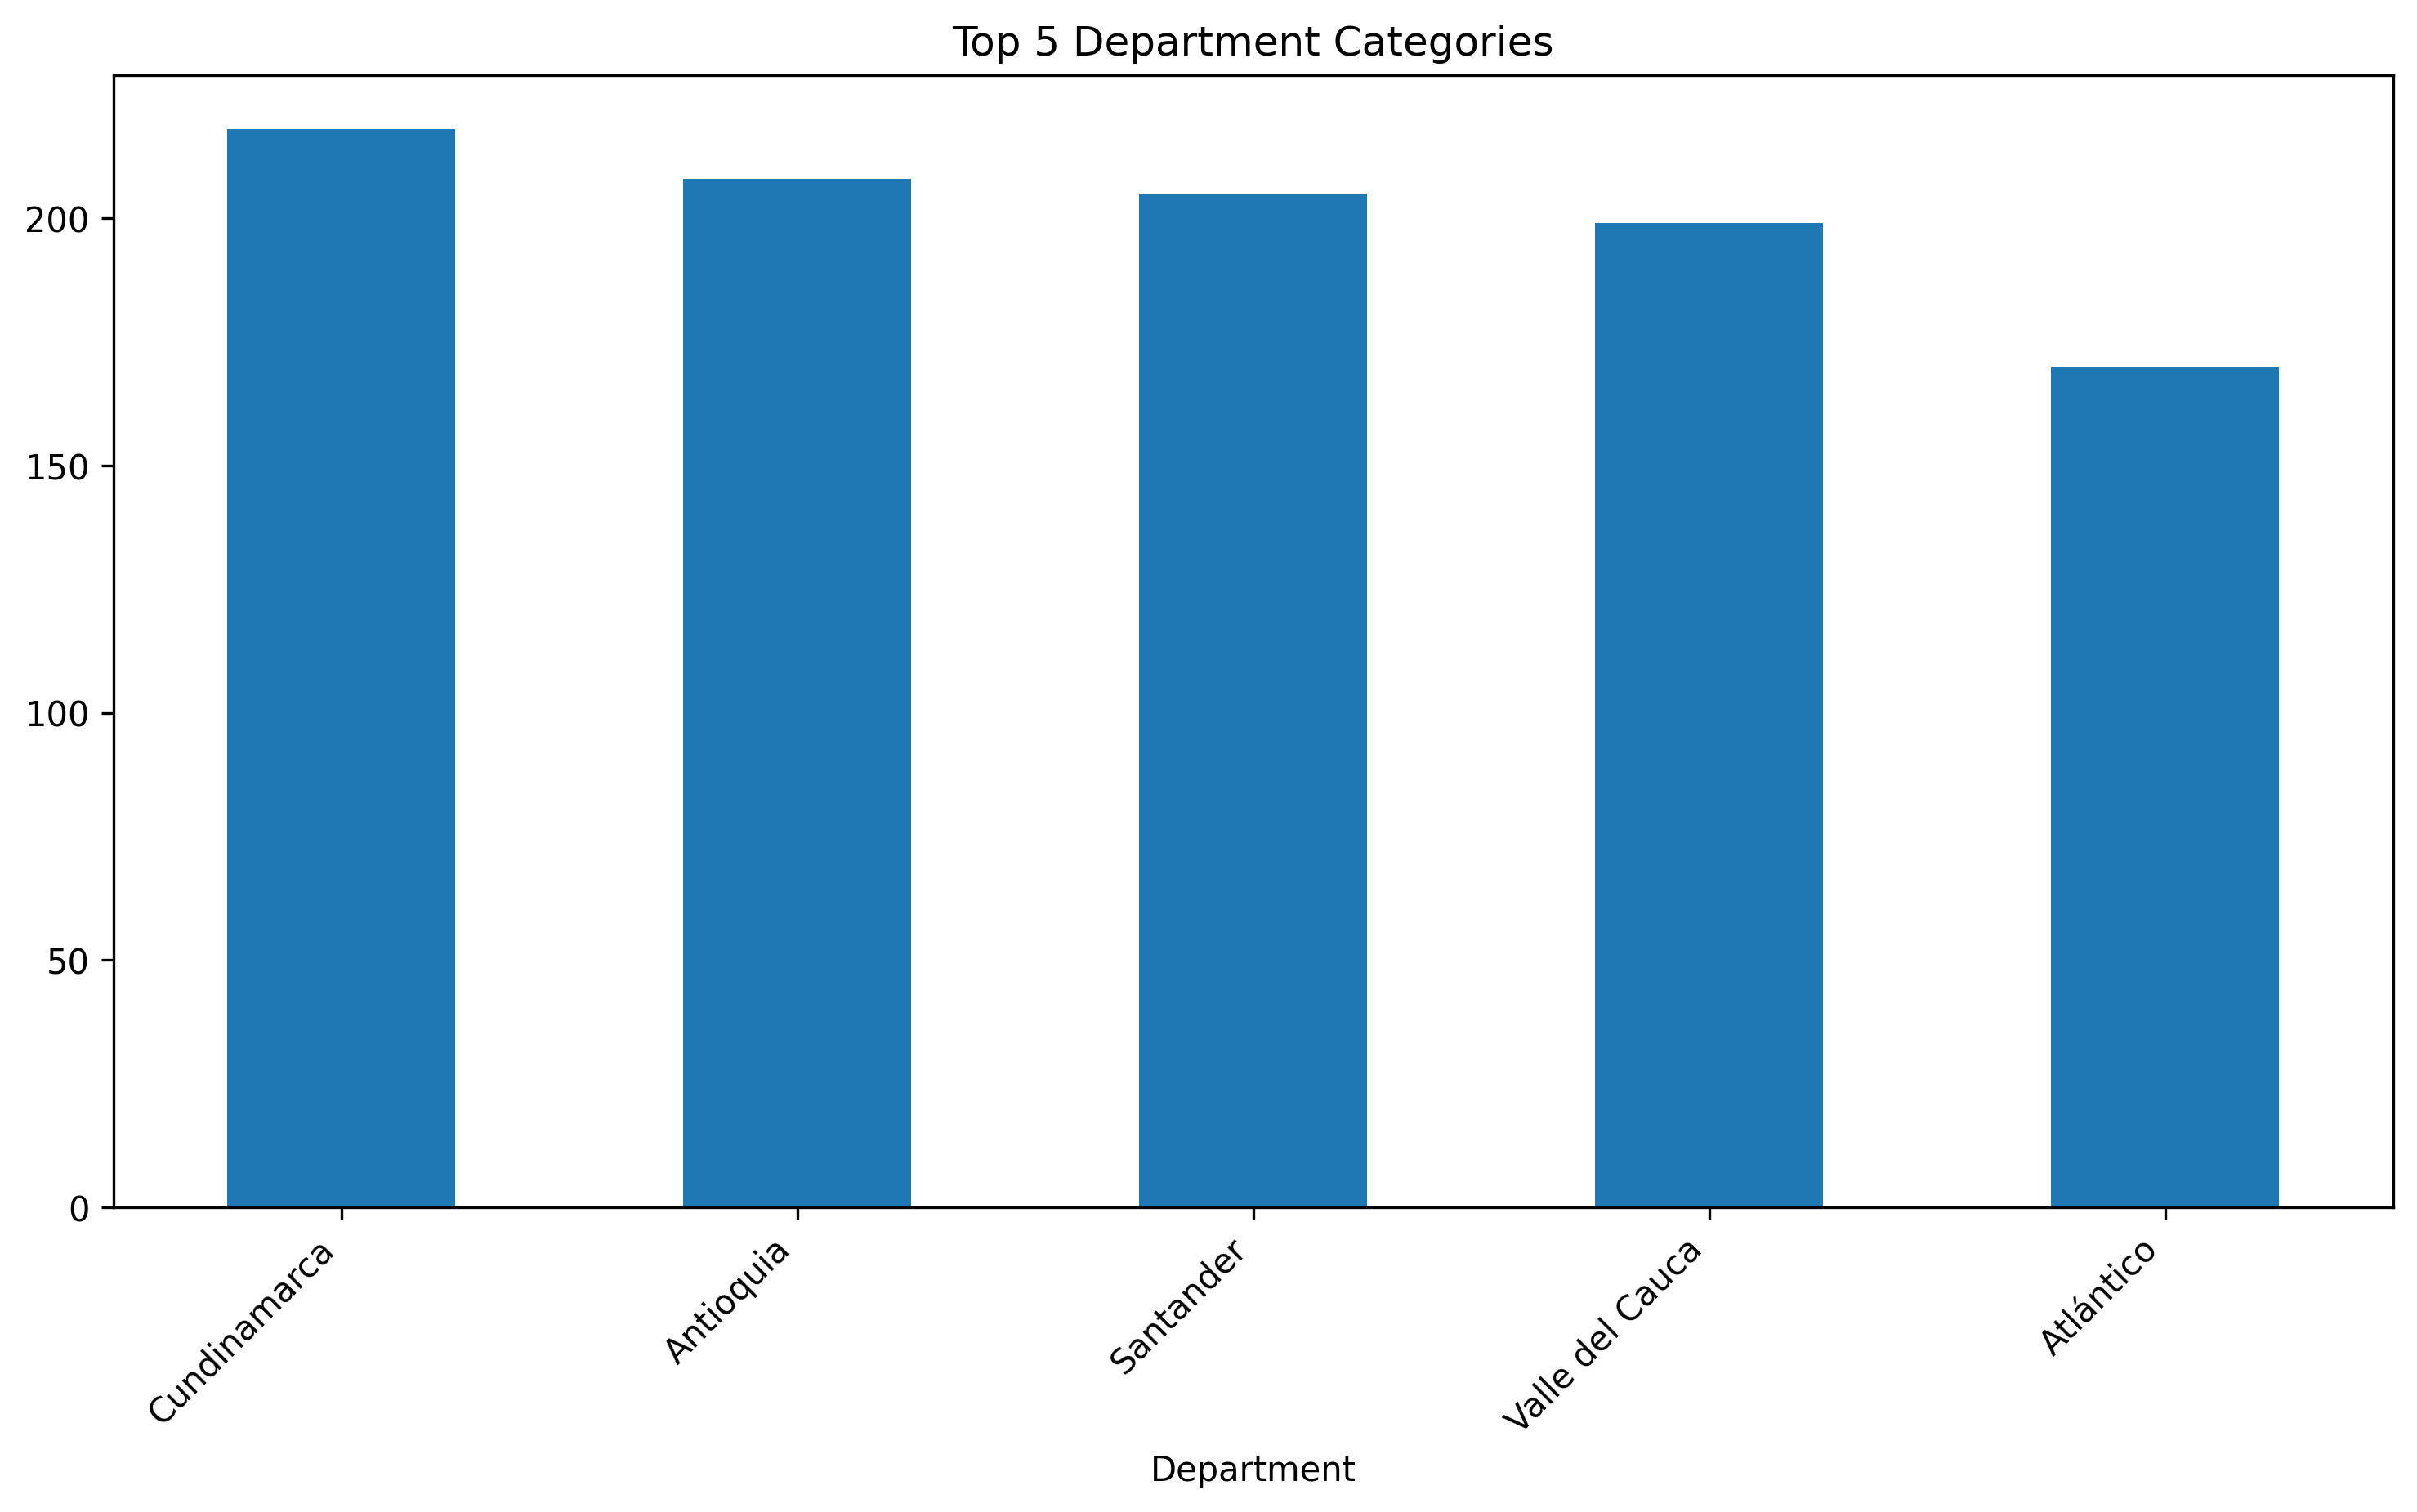 Top 5 Department Categories
200
150
100
50
0
Cundinamarca
Antioquia
Santander
Valle del Cauca
Atlántico
Department